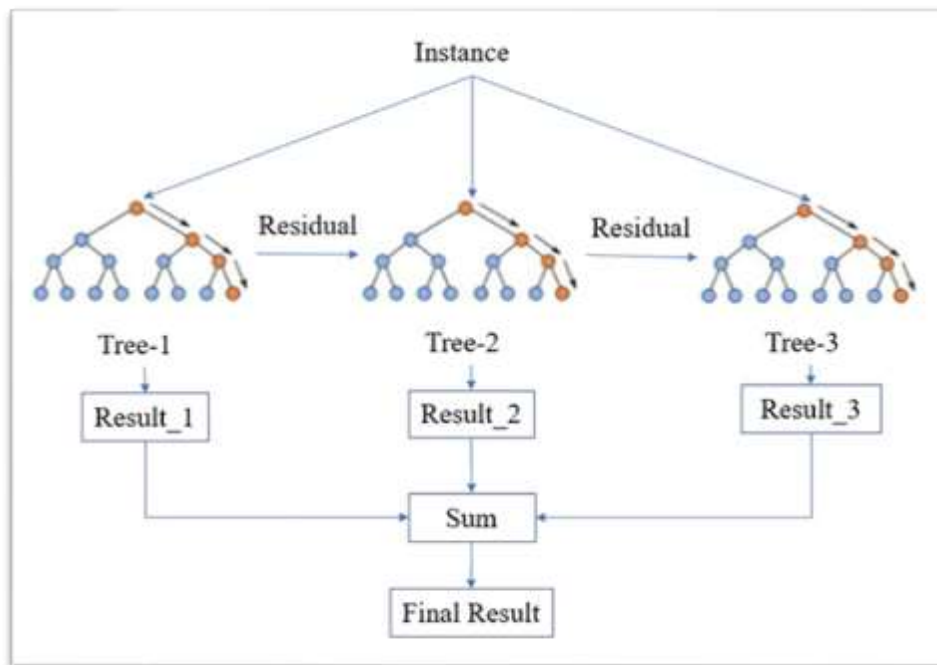 Instance
Residual
Residual
Tree-1
Tree-2
Tree-3
Result_1
Result_2
Result_3
Sum
Final Result